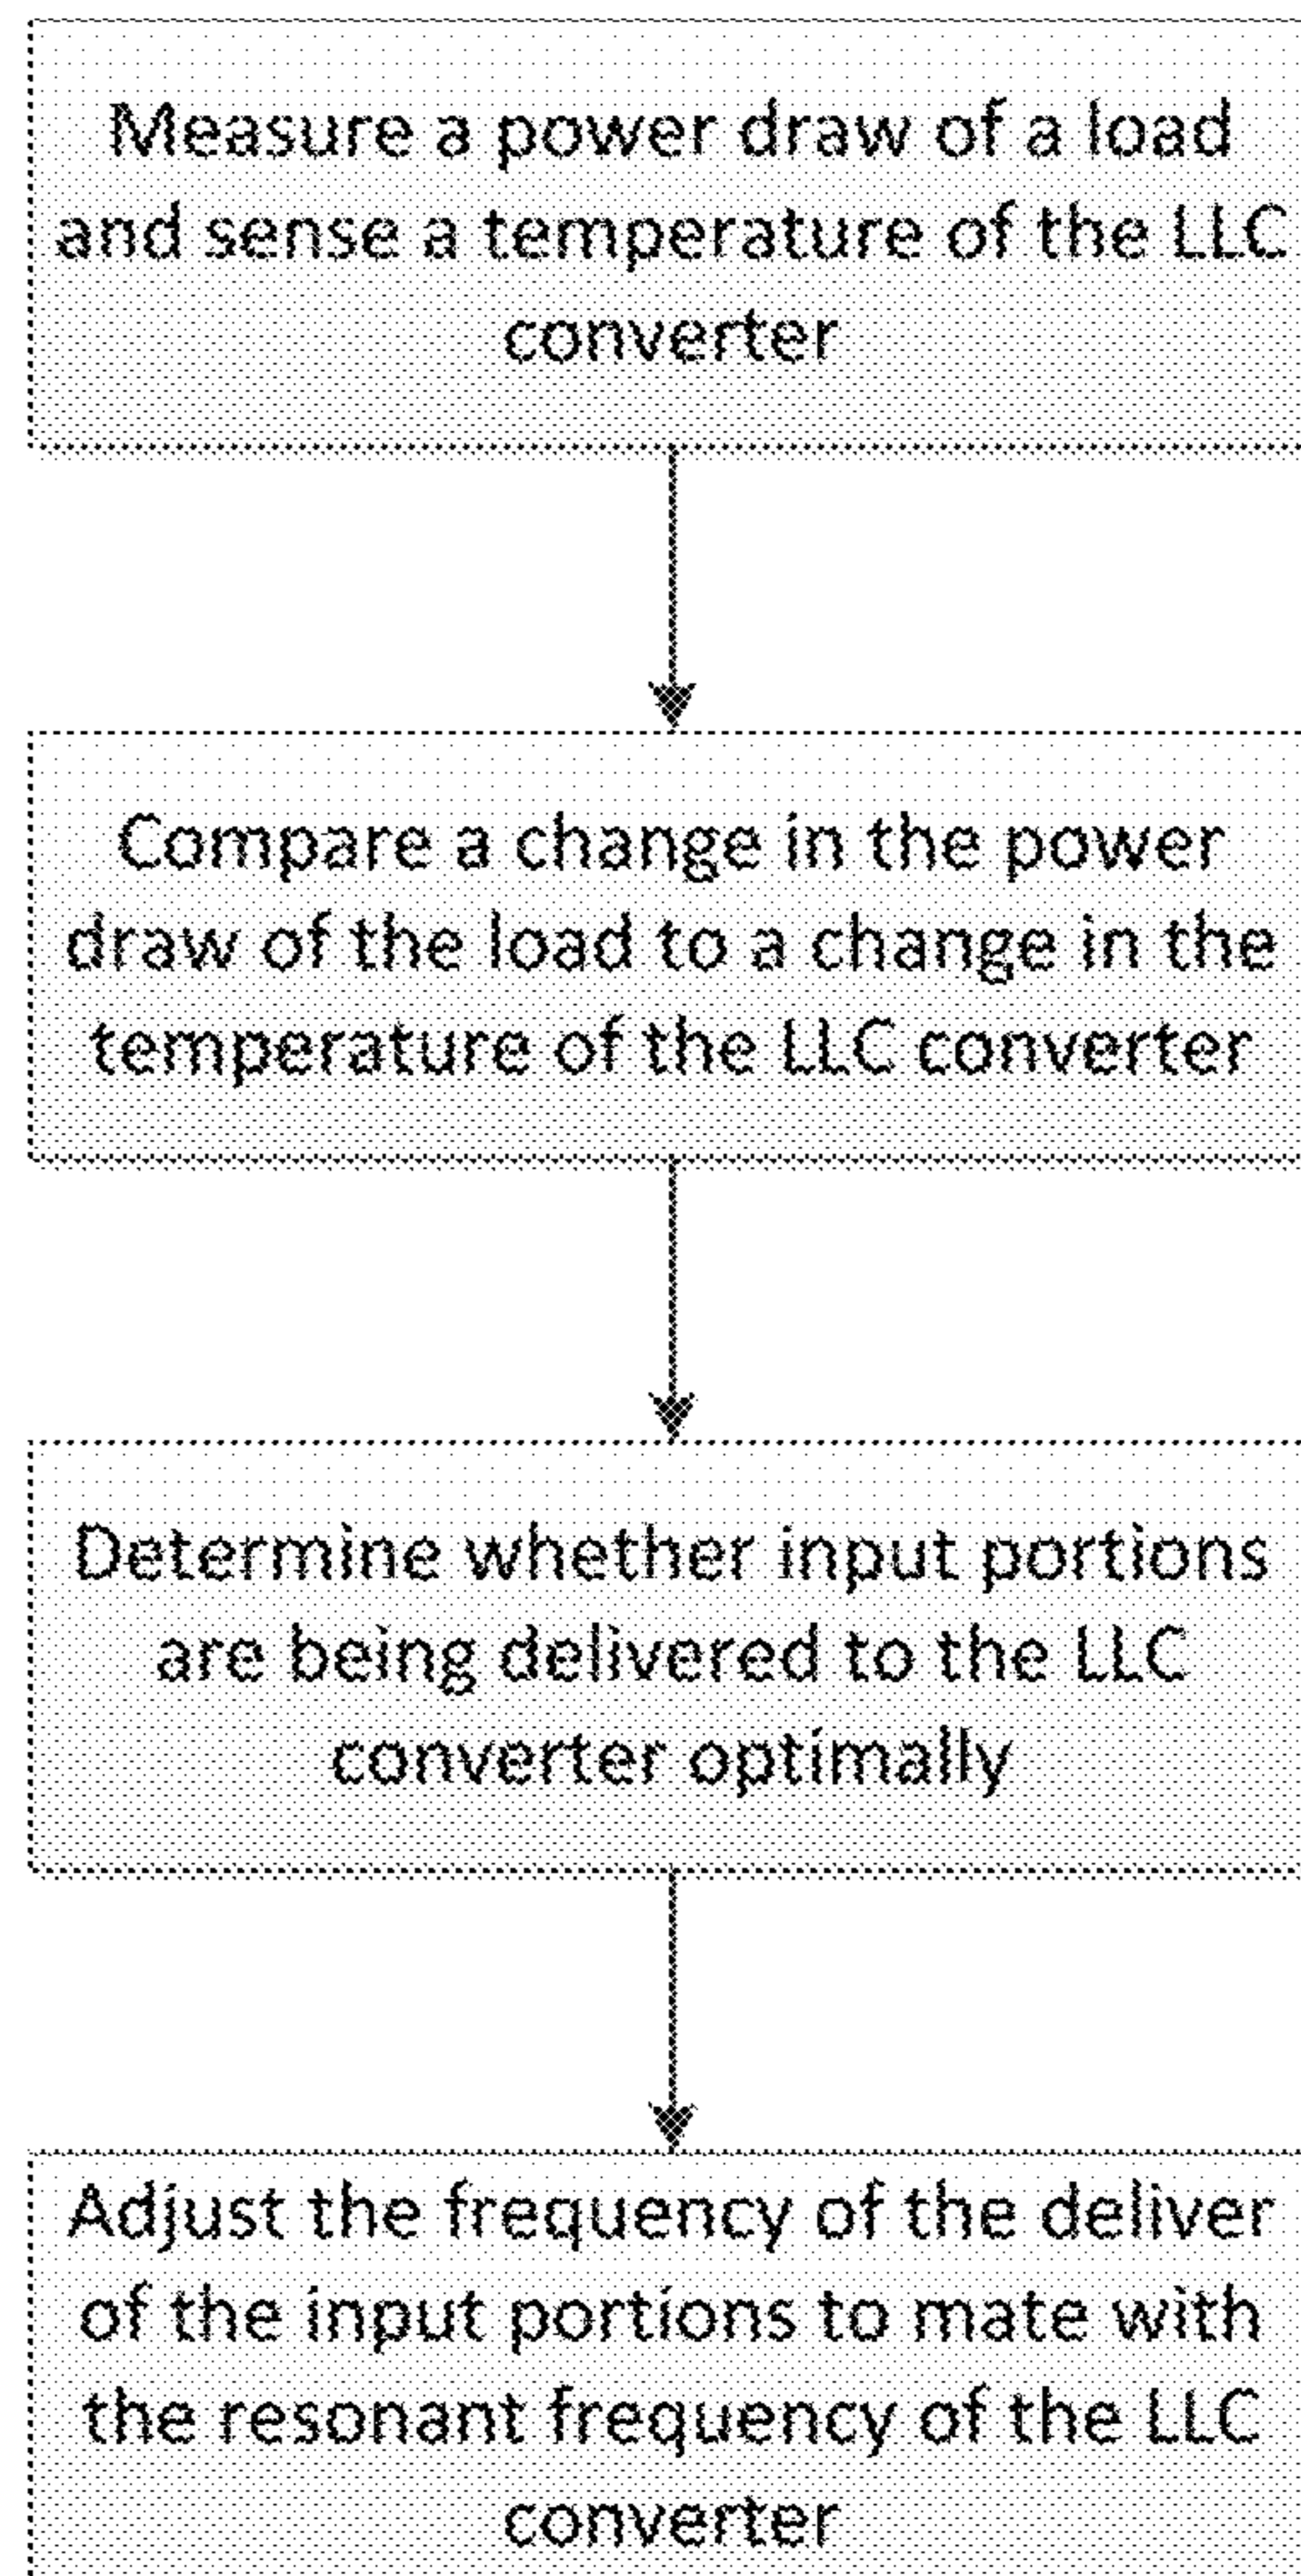 Measure a power draw of a load
and sense a temperature of the LLC
converter
Compare a change in the power
draw of the load to a change in the
temperature of the LLC converter
Determine whether input portions
are being delivered to the LLC
converter optimally
Adjust the frequency of the deliver
of the input portions to mate with
the resonant frequency of the LLC
converter